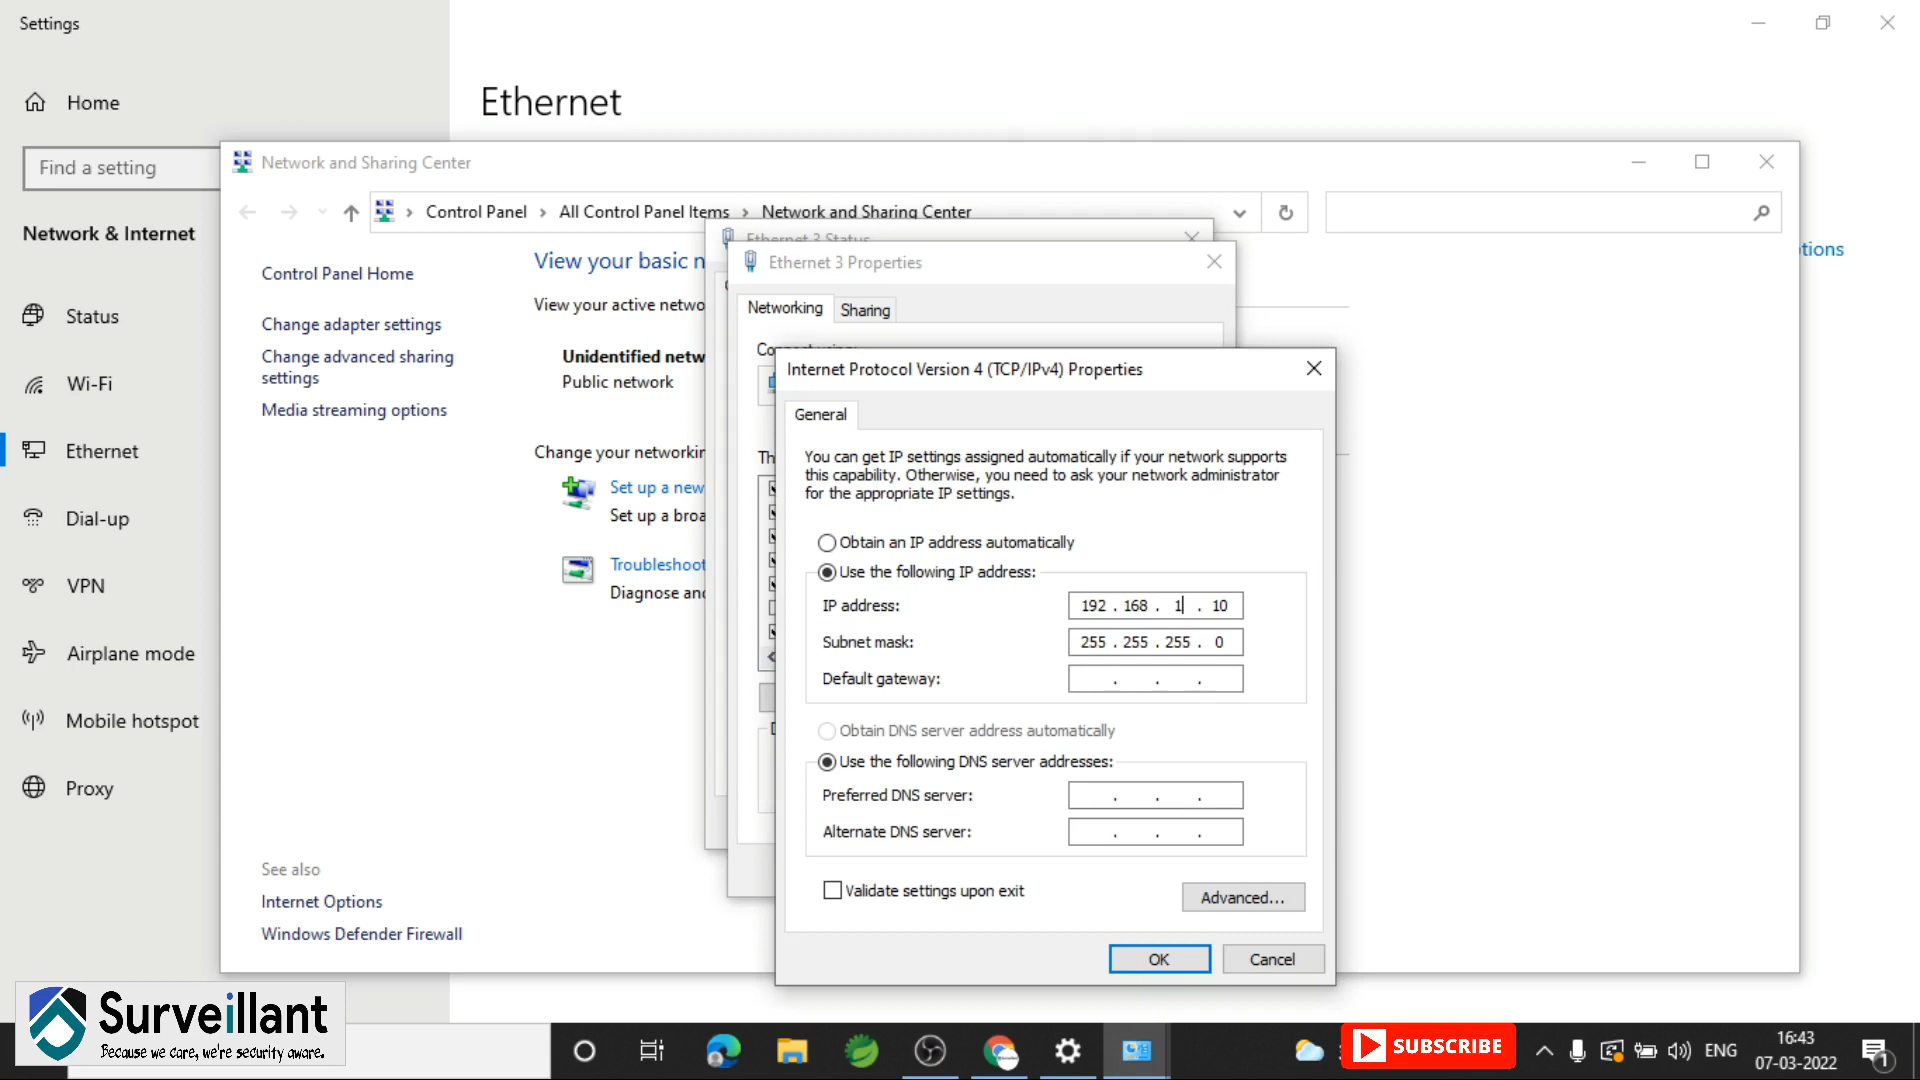 Settings
Home
Find a setting
Network & Internet
Status
Wi-Fi
Ethernet
Dial-up
VPN
Airplane mode
Mobile hotspot
Proxy
Ethernet
Network and Sharing Center
Control Panel > All Control Panel Items > Network and Sharing Center
Control Panel Home
Change adapter settings
Change advanced sharing
settings
Media streaming options
See also
Internet Options
Windows Defender Firewall
View your basic n
View your active netwo
Unidentified netw
Public network
Change your networkin
Set up a new
Set up a broa
Troubleshoot
Diagnose and
Ethernet 3 Status
Ethernet 3 Properties
Networking
Sharing
Connect using:
Th
Internet Protocol Version 4 (TCP/IPv4) Properties
General
You can get IP settings assigned automatically if your network supports
this capability. Otherwise, you need to ask your network administrator
for the appropriate IP settings.
Obtain an IP address automatically
Use the following IP address:
IP address: 192 . 168 . 1 . 10
Subnet mask: 255 . 255 . 255 . 0
Default gateway: . . .
Obtain DNS server address automatically
Use the following DNS server addresses:
Preferred DNS server: . . .
Alternate DNS server: . . .
Validate settings upon exit
Advanced...
OK
Cancel
tions
Surveillant
Because we care, we're security aware.
SUBSCRIBE
ENG
16:43
07-03-2022
1